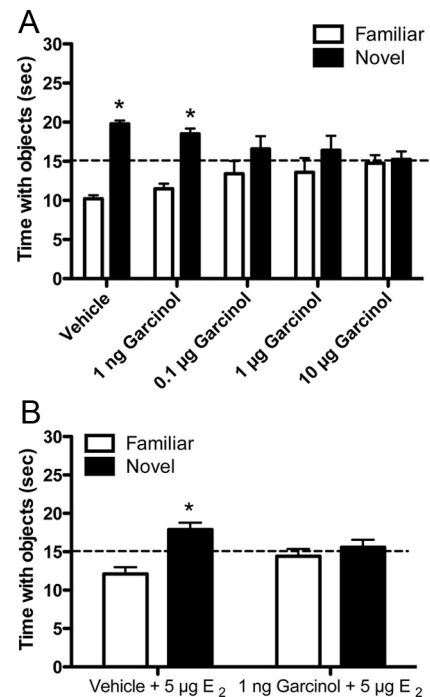 A
Familiar
Novel
Time with objects (sec)
30
25
20
15
10
5
0
*
*
Vehicle
1 ng Garcinol
0.1 µg Garcinol
1 µg Garcinol
10 µg Garcinol
B
Familiar
Novel
Time with objects (sec)
30
25
20
15
10
5
0
*
Vehicle + 5 µg E 2
1 ng Garcinol + 5 µg E 2